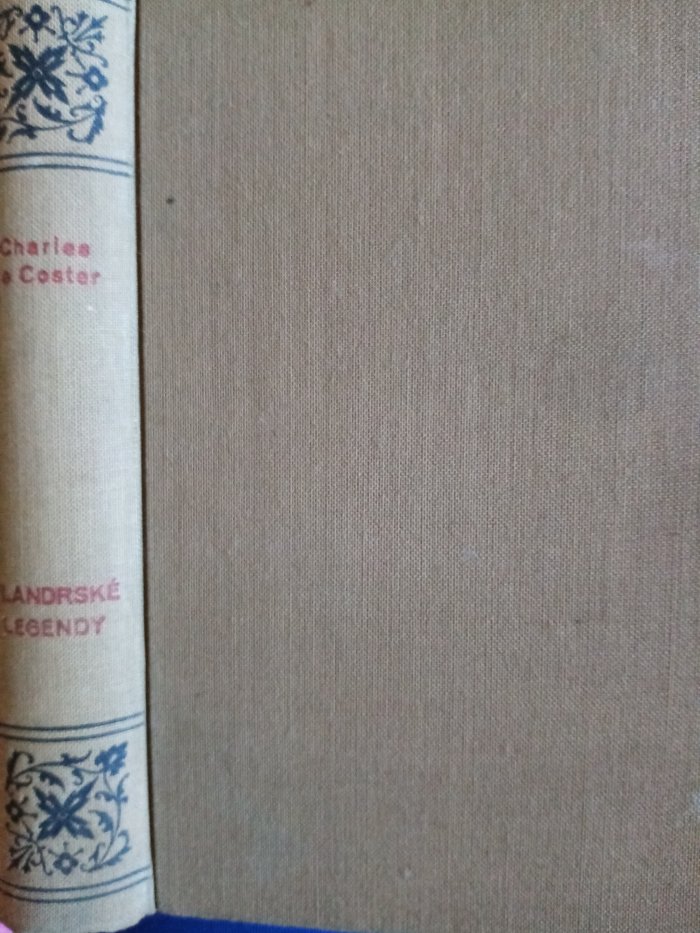 Charles
e Coster
LANDRSKÉ
LEGENDY